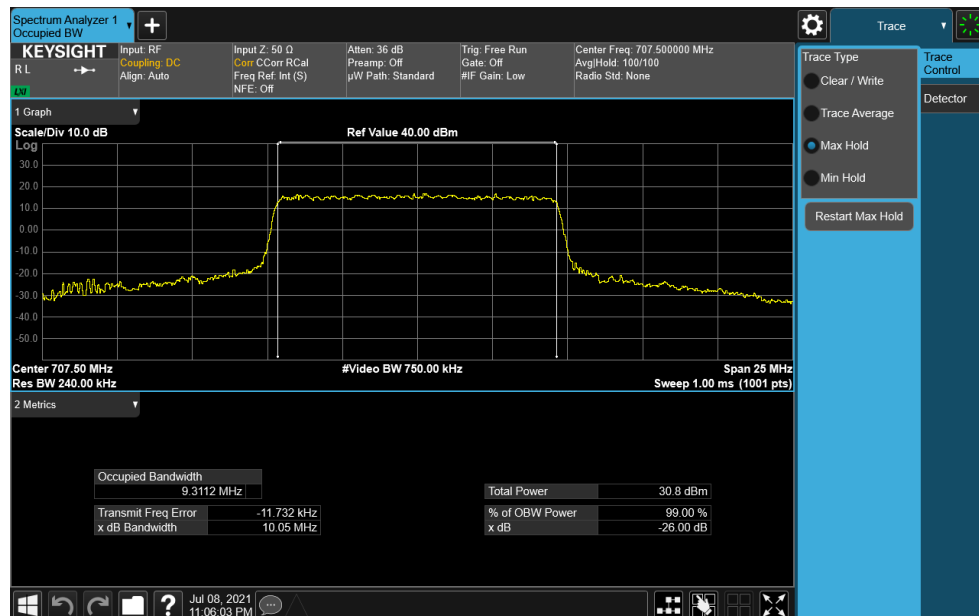 Spectrum Analyzer 1
Occupied BW
Trace
KEYSIGHT
R L
LXI
Input: RF
Coupling: DC
Align: Auto
Input Z: 50 Ω
Corr CCorr RCal
Freq Ref: Int (S)
NFE: Off
Atten: 36 dB
Preamp: Off
µW Path: Standard
Trig: Free Run
Gate: Off
#IF Gain: Low
Center Freq: 707.500000 MHz
Avg|Hold: 100/100
Radio Std: None
Trace Type
Clear / Write
Trace Average
Max Hold
Min Hold
Restart Max Hold
Trace
Control
Detector
1 Graph
Scale/Div 10.0 dB
Ref Value 40.00 dBm
Log
30.0
20.0
10.0
0.00
-10.0
-20.0
-30.0
-40.0
-50.0
Center 707.50 MHz
#Video BW 750.00 kHz
Span 25 MHz
Res BW 240.00 kHz
Sweep 1.00 ms (1001 pts)
2 Metrics
Occupied Bandwidth
9.3112 MHz
Total Power 30.8 dBm
Transmit Freq Error -11.732 kHz
% of OBW Power 99.00 %
x dB Bandwidth 10.05 MHz
x dB -26.00 dB
?
Jul 08, 2021
11:06:03 PM